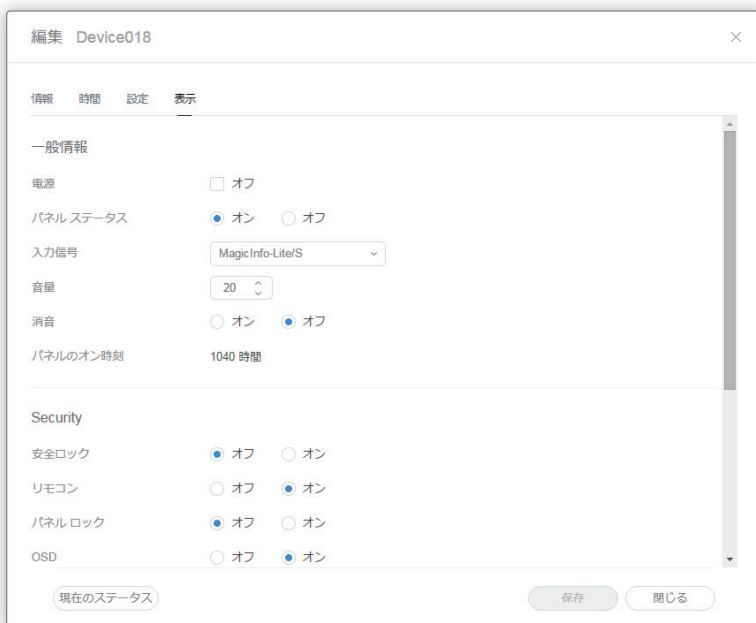 編集 Device018
情報 時間 設定 表示
一般情報
電源 オフ
パネル ステータス オン オフ
入力信号 MagicInfo-Lite/S
音量 20
消音 オン オフ
パネルのオン時刻 1040 時間
Security
安全ロック オフ オン
リモコン オフ オン
パネル ロック オフ オン
OSD オフ オン
現在のステータス 保存 閉じる